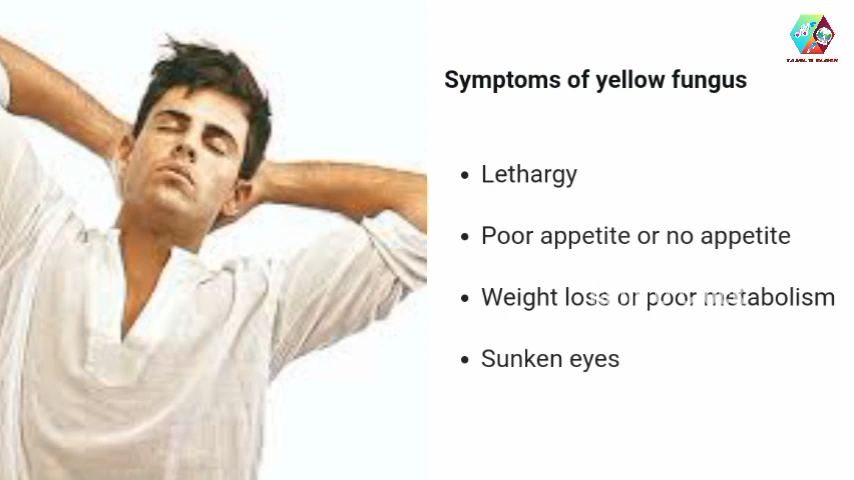 Symptoms of yellow fungus
Lethargy
Poor appetite or no appetite
Weight loss or poor metabolism
Sunken eyes